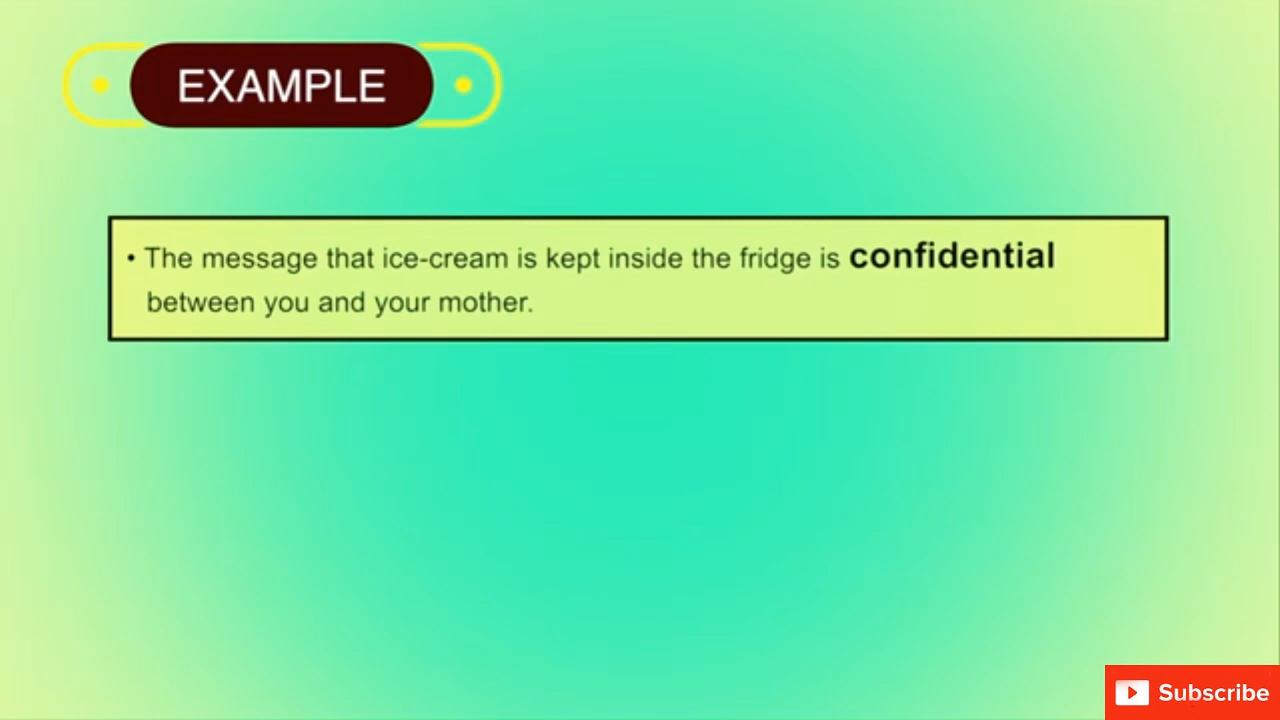 EXAMPLE
• The message that ice-cream is kept inside the fridge is confidential
between you and your mother.
Subscribe